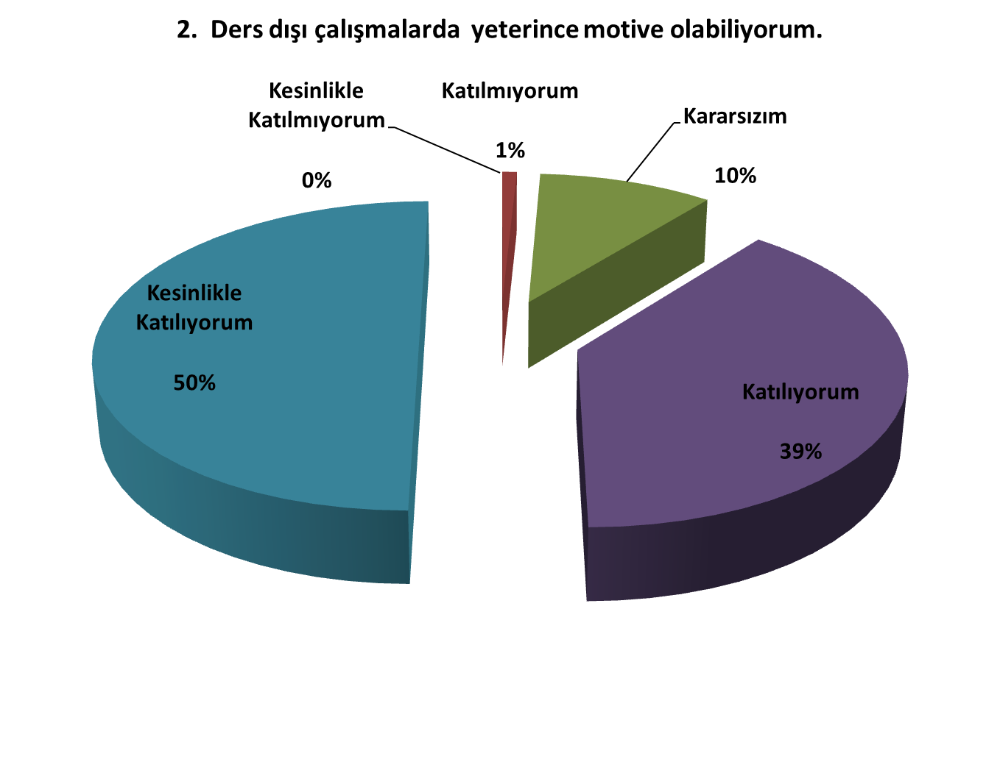 2. Ders dışı çalışmalarda yeterince motive olabiliyorum.
Kesinlikle
Katılmıyorum
0%
Katılmıyorum
1%
Kararsızım
10%
Kesinlikle
Katılıyorum
50%
Katılıyorum
39%